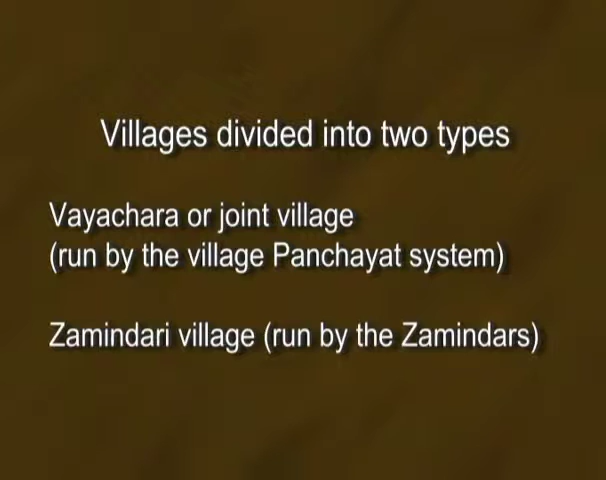 Villages divided into two types
Vayachara or joint village
(run by the village Panchayat system)
Zamindari village (run by the Zamindars)